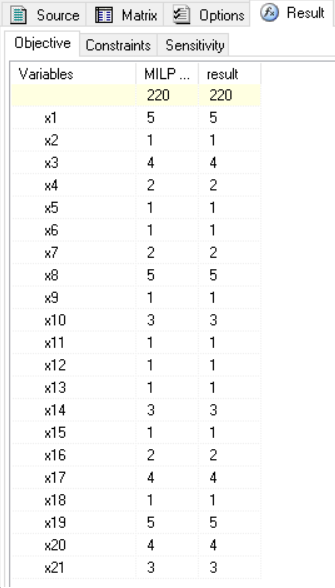 Source Matrix Options Result
Objective Constraints Sensitivity
Variables MILP ... result
220 220
x1 5 5
x2 1 1
x3 4 4
x4 2 2
x5 1 1
x6 1 1
x7 2 2
x8 5 5
x9 1 1
x10 3 3
x11 1 1
x12 1 1
x13 1 1
x14 3 3
x15 1 1
x16 2 2
x17 4 4
x18 1 1
x19 5 5
x20 4 4
x21 3 3